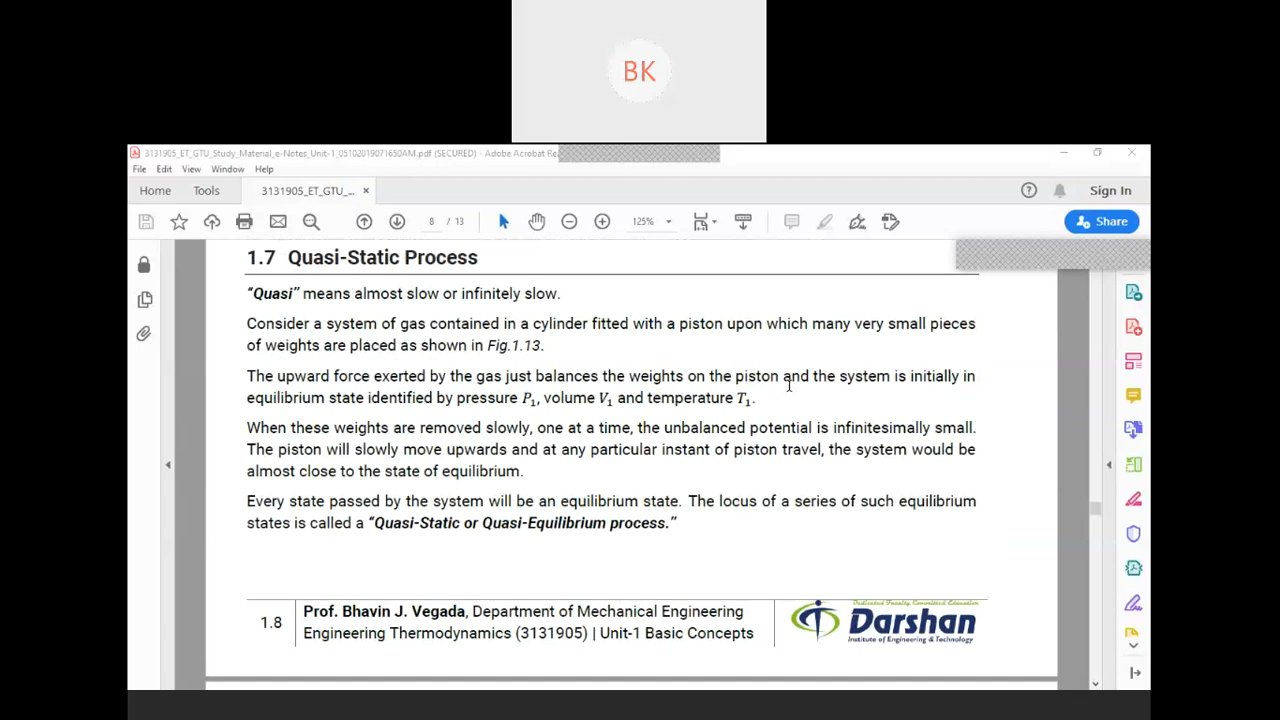 BK
3131905_ET_GTU_Study_Material_e-Notes_Unit-1_05102019071650AM.pdf (SECURED) - Adobe Acrobat Rea
File Edit View Window Help
Home Tools 3131905_ET_GTU_... × Sign In
8 / 13 125% Share
1.7 Quasi-Static Process
“Quasi” means almost slow or infinitely slow.
Consider a system of gas contained in a cylinder fitted with a piston upon which many very small pieces
of weights are placed as shown in Fig.1.13.
The upward force exerted by the gas just balances the weights on the piston and the system is initially in
equilibrium state identified by pressure P₁, volume V₁ and temperature T₁.
When these weights are removed slowly, one at a time, the unbalanced potential is infinitesimally small.
The piston will slowly move upwards and at any particular instant of piston travel, the system would be
almost close to the state of equilibrium.
Every state passed by the system will be an equilibrium state. The locus of a series of such equilibrium
states is called a “Quasi-Static or Quasi-Equilibrium process.”
1.8
Prof. Bhavin J. Vegada, Department of Mechanical Engineering
Engineering Thermodynamics (3131905) | Unit-1 Basic Concepts
Dedicated Faculty Committed Education
Darshan
Institute of Engineering & Technology